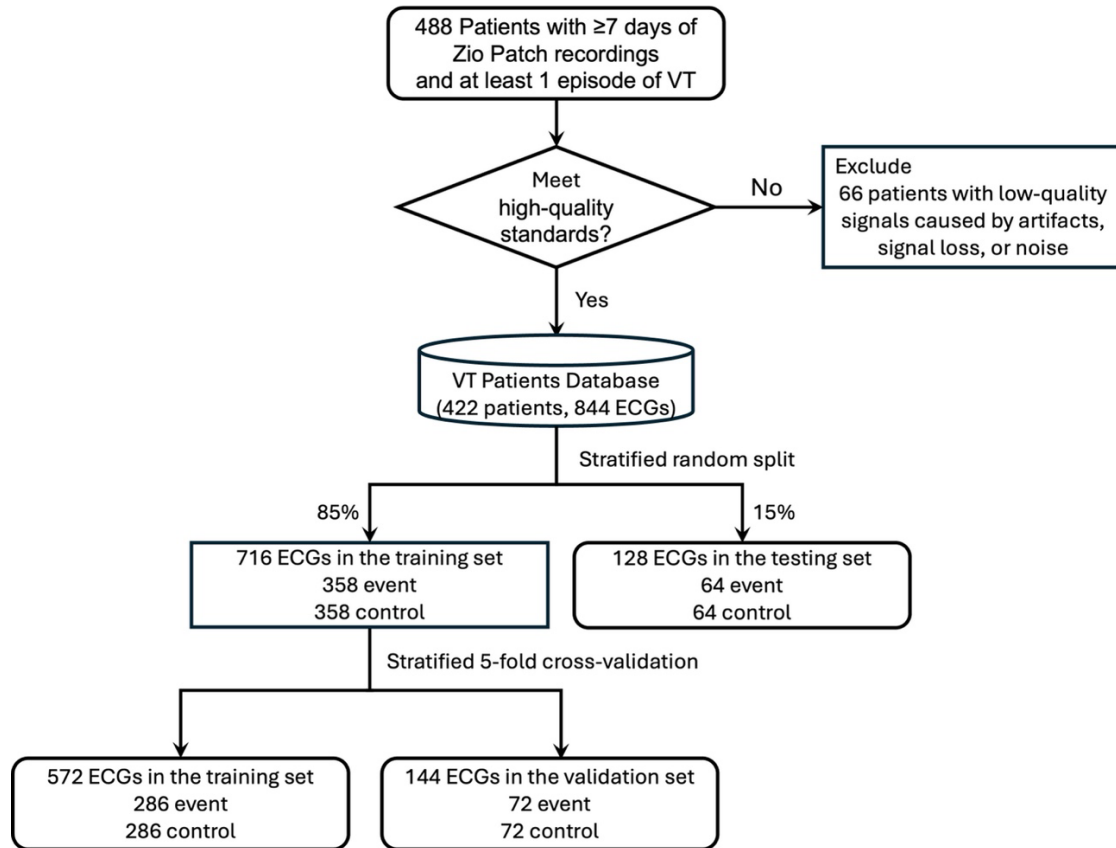 488 Patients with ≥7 days of
Zio Patch recordings
and at least 1 episode of VT
Meet
high-quality
standards?
No
Exclude
66 patients with low-quality
signals caused by artifacts,
signal loss, or noise
Yes
VT Patients Database
(422 patients, 844 ECGs)
Stratified random split
85%
15%
716 ECGs in the training set
358 event
358 control
128 ECGs in the testing set
64 event
64 control
Stratified 5-fold cross-validation
572 ECGs in the training set
286 event
286 control
144 ECGs in the validation set
72 event
72 control